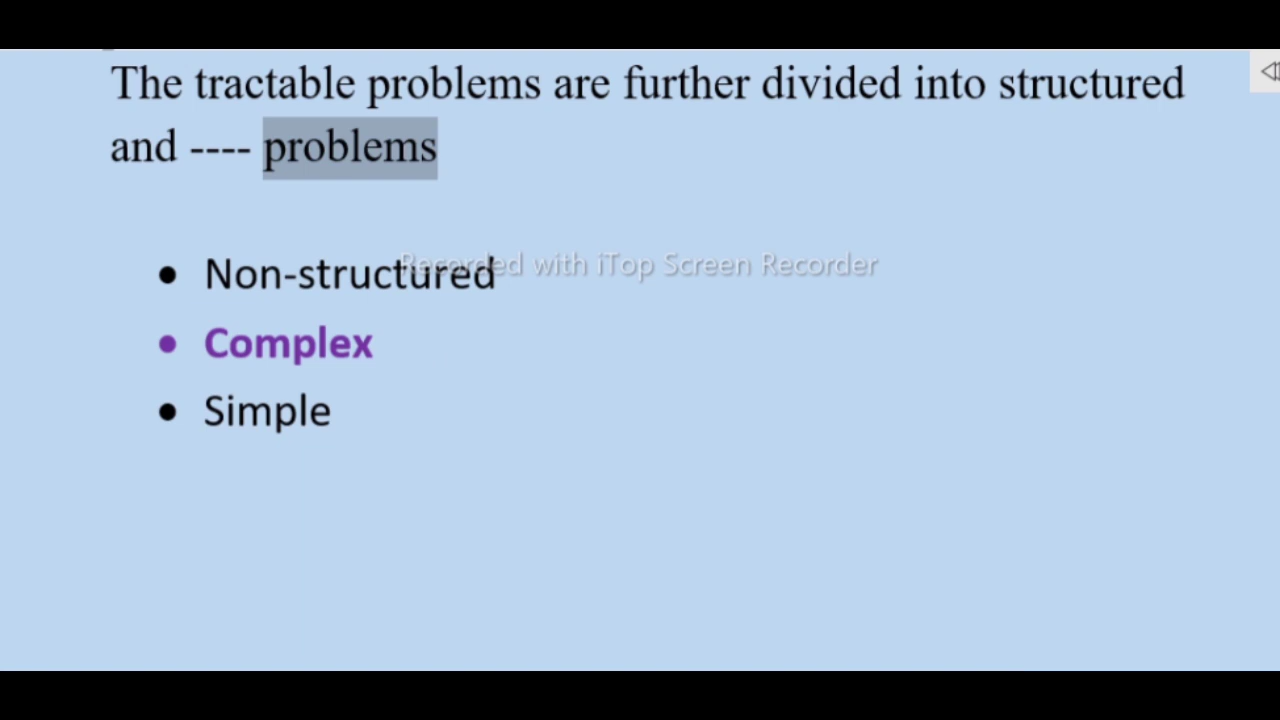 The tractable problems are further divided into structured
and ---- problems
Recorded with iTop Screen Recorder
• Non-structured
• Complex
• Simple